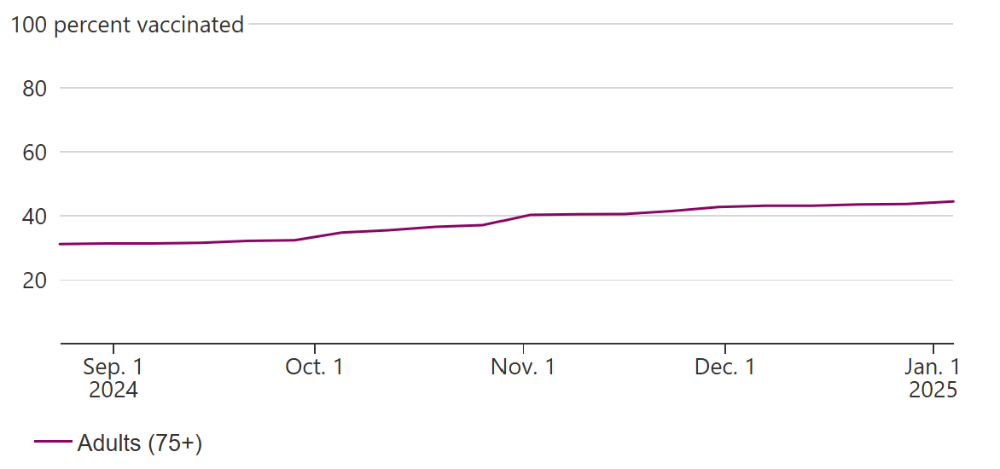 100 percent vaccinated
80
60
40
20
Sep. 1 Oct. 1 Nov. 1 Dec. 1 Jan. 1
2024 2025
Adults (75+)